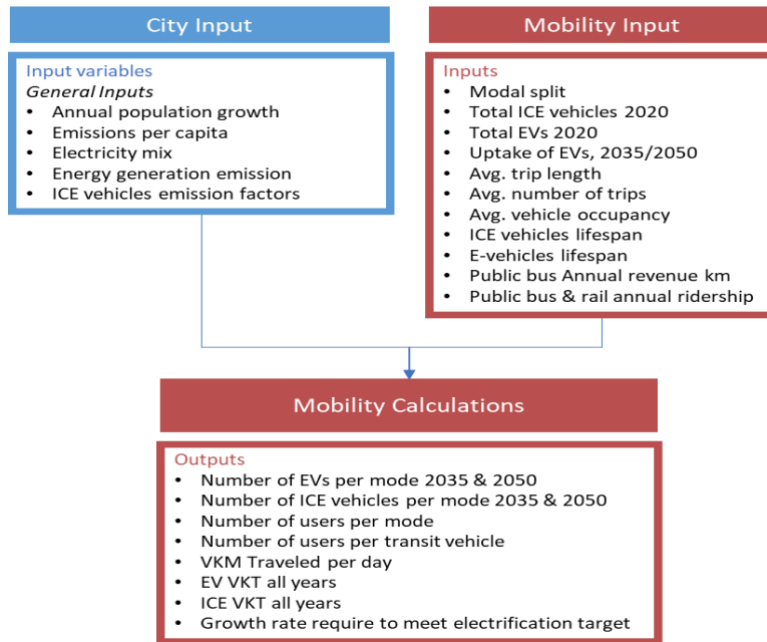 City Input
Input variables
General Inputs
• Annual population growth
• Emissions per capita
• Electricity mix
• Energy generation emission
• ICE vehicles emission factors
Mobility Input
Inputs
• Modal split
• Total ICE vehicles 2020
• Total EVs 2020
• Uptake of EVs, 2035/2050
• Avg. trip length
• Avg. number of trips
• Avg. vehicle occupancy
• ICE vehicles lifespan
• E-vehicles lifespan
• Public bus Annual revenue km
• Public bus & rail annual ridership
Mobility Calculations
Outputs
• Number of EVs per mode 2035 & 2050
• Number of ICE vehicles per mode 2035 & 2050
• Number of users per mode
• Number of users per transit vehicle
• VKM Traveled per day
• EV VKT all years
• ICE VKT all years
• Growth rate require to meet electrification target